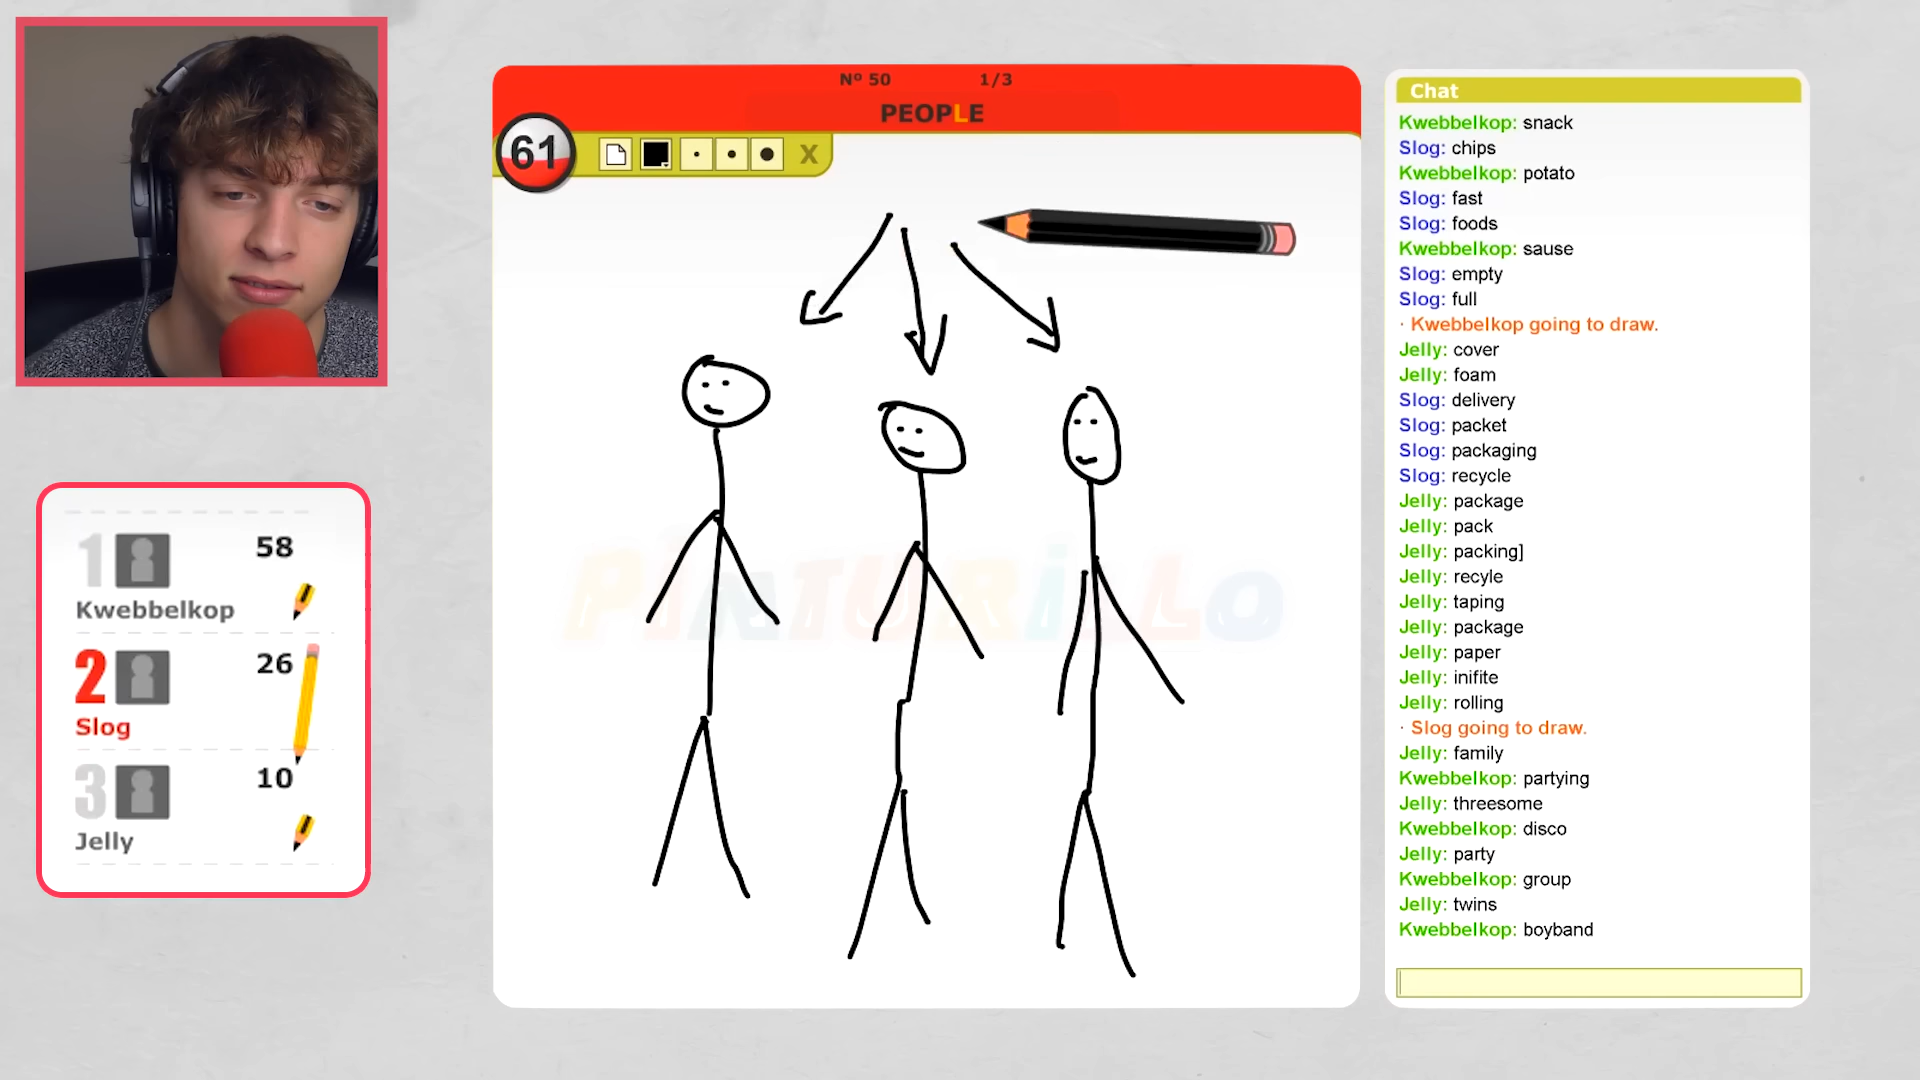 Nº 50 1/3
PEOPLE
61
X
PINTURILLO
1
58
Kwebbelkop
2
26
Slog
3
10
Jelly
Chat
Kwebbelkop: snack
Slog: chips
Kwebbelkop: potato
Slog: fast
Slog: foods
Kwebbelkop: sause
Slog: empty
Slog: full
· Kwebbelkop going to draw.
Jelly: cover
Jelly: foam
Slog: delivery
Slog: packet
Slog: packaging
Slog: recycle
Jelly: package
Jelly: pack
Jelly: packing]
Jelly: recyle
Jelly: taping
Jelly: package
Jelly: paper
Jelly: inifite
Jelly: rolling
· Slog going to draw.
Jelly: family
Kwebbelkop: partying
Jelly: threesome
Kwebbelkop: disco
Jelly: party
Kwebbelkop: group
Jelly: twins
Kwebbelkop: boyband